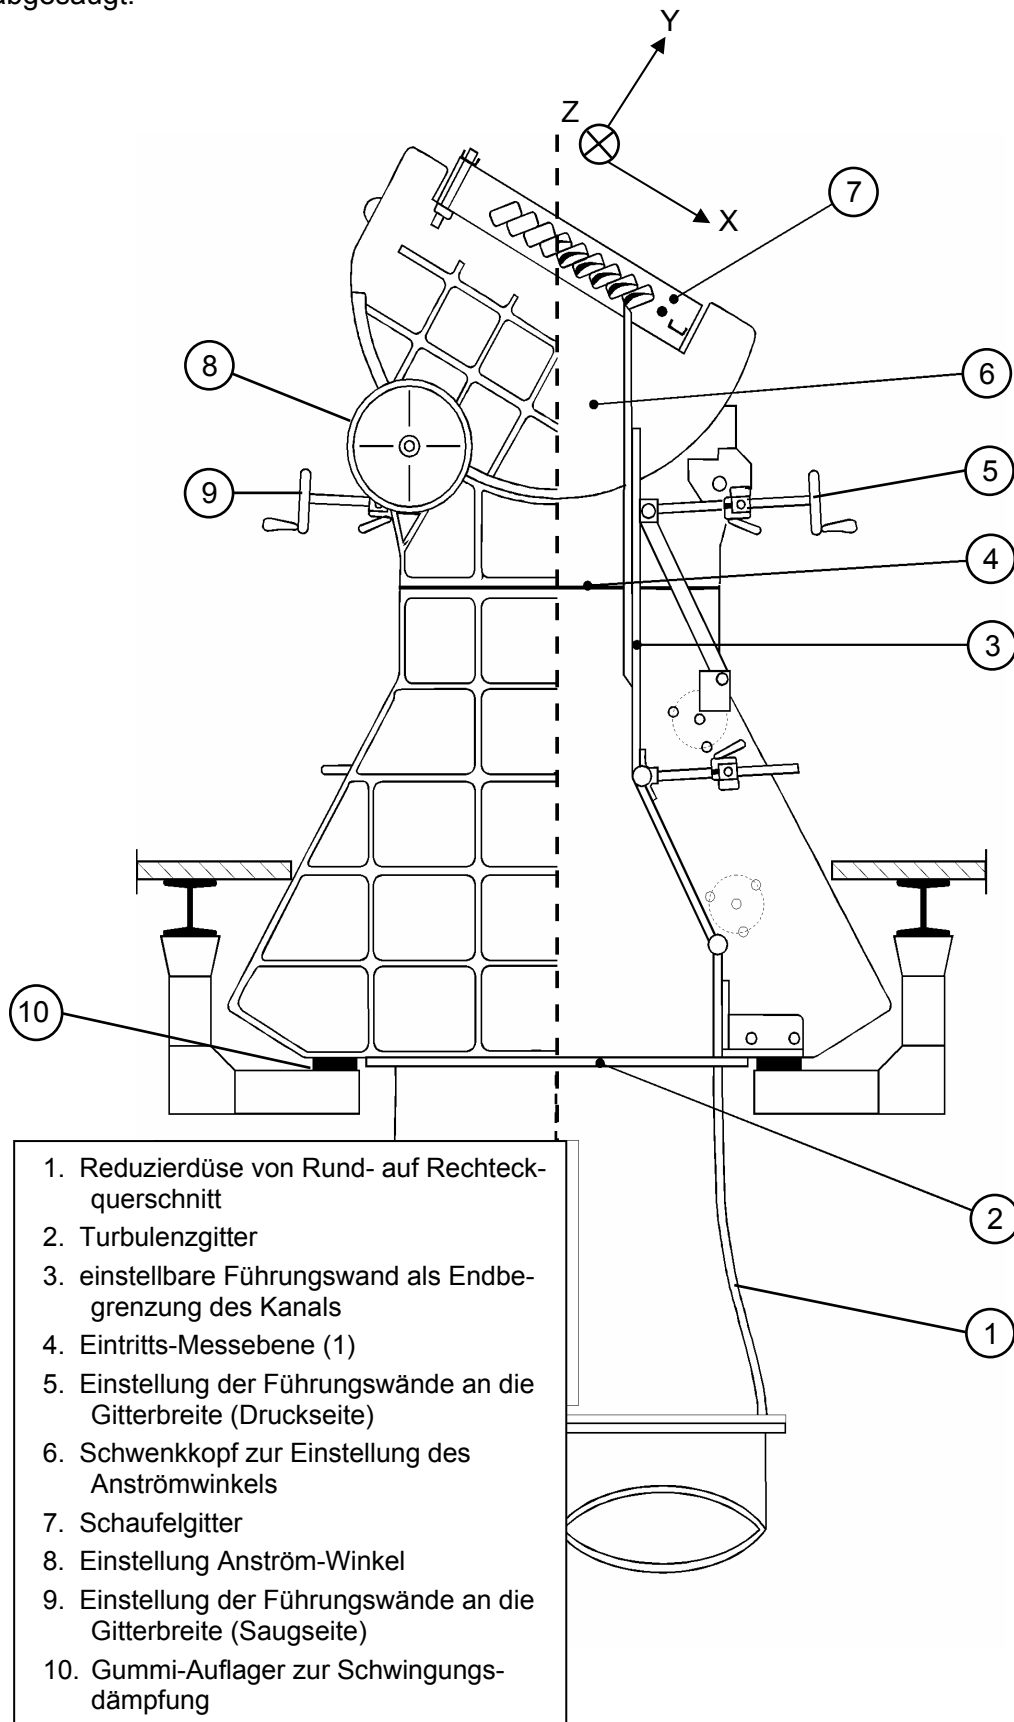 abgesaugt.
Y
Z
X
7
8
6
9
5
4
3
10
2
1
1. Reduzierdüse von Rund- auf Rechteck-
querschnitt
2. Turbulenzgitter
3. einstellbare Führungswand als Endbe-
grenzung des Kanals
4. Eintritts-Messebene (1)
5. Einstellung der Führungswände an die
Gitterbreite (Druckseite)
6. Schwenkkopf zur Einstellung des
Anströmwinkels
7. Schaufelgitter
8. Einstellung Anström-Winkel
9. Einstellung der Führungswände an die
Gitterbreite (Saugseite)
10. Gummi-Auflager zur Schwingungs-
dämpfung